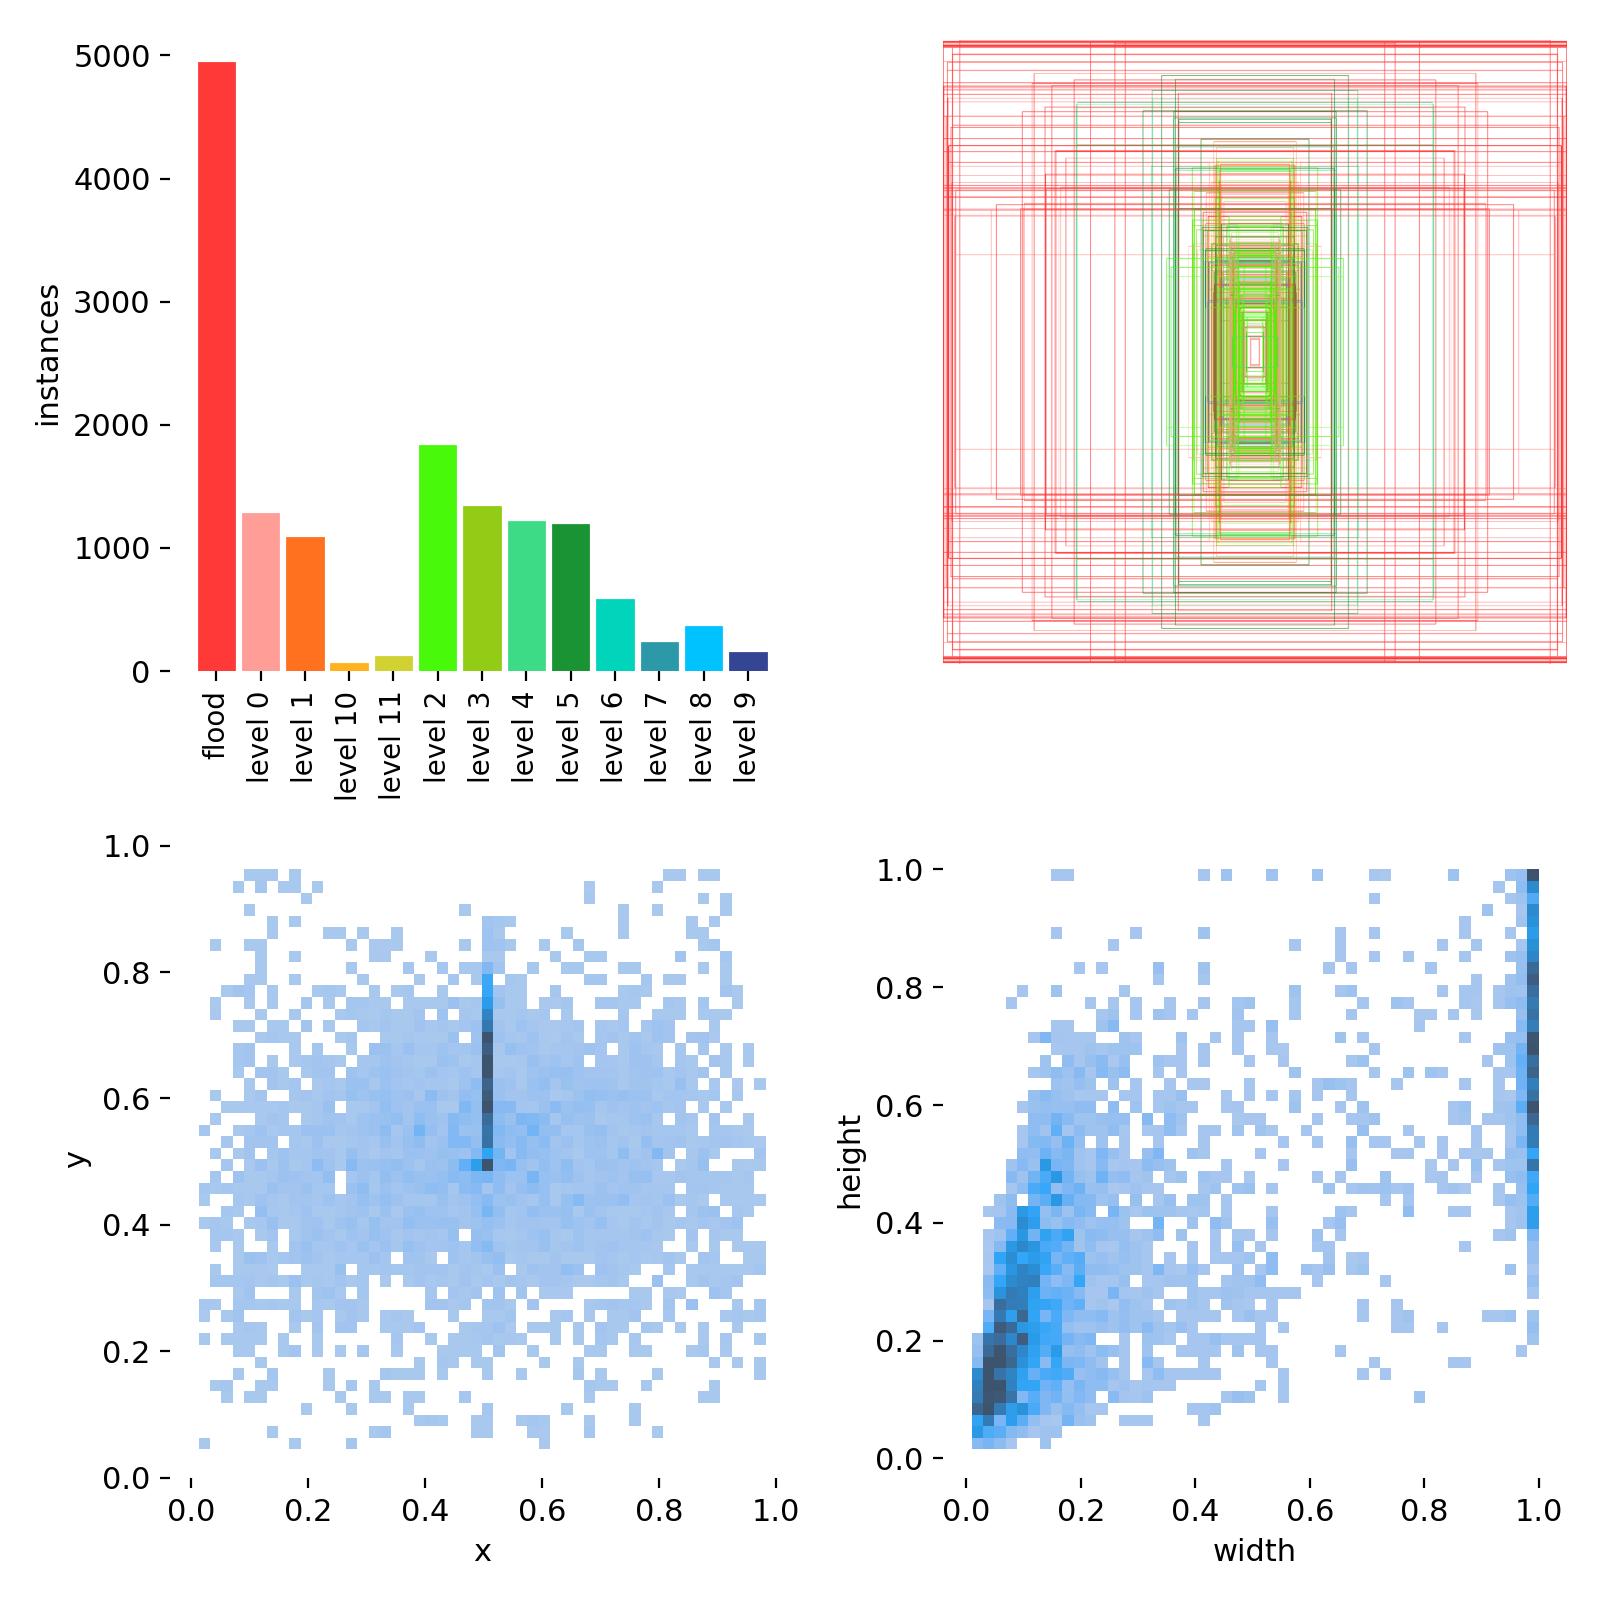 instances
5000
4000
3000
2000
1000
0
flood
level 0
level 1
level 10
level 11
level 2
level 3
level 4
level 5
level 6
level 7
level 8
level 9
y
1.0
0.8
0.6
0.4
0.2
0.0
0.0 0.2 0.4 0.6 0.8 1.0
x
height
1.0
0.8
0.6
0.4
0.2
0.0
0.0 0.2 0.4 0.6 0.8 1.0
width